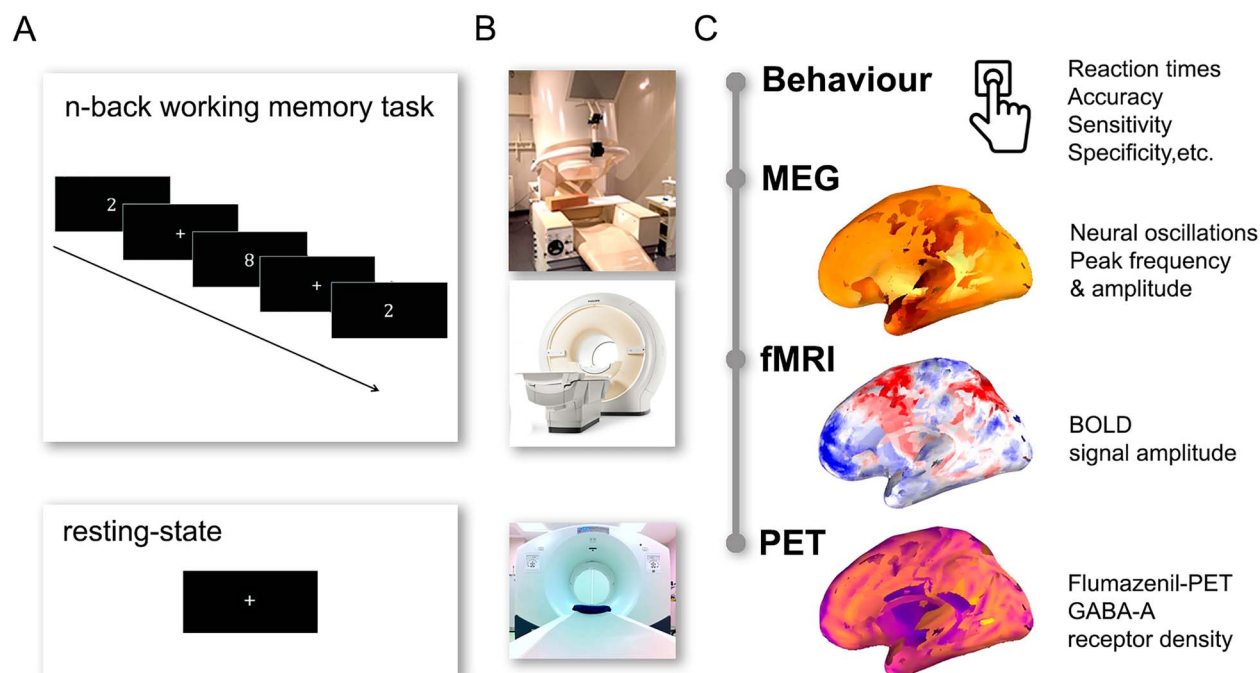 A
B
C
n-back working memory task
2
+
8
+
2
resting-state
+
Behaviour
Reaction times
Accuracy
Sensitivity
Specificity,etc.
MEG
Neural oscillations
Peak frequency
& amplitude
fMRI
BOLD
signal amplitude
PET
Flumazenil-PET
GABA-A
receptor density